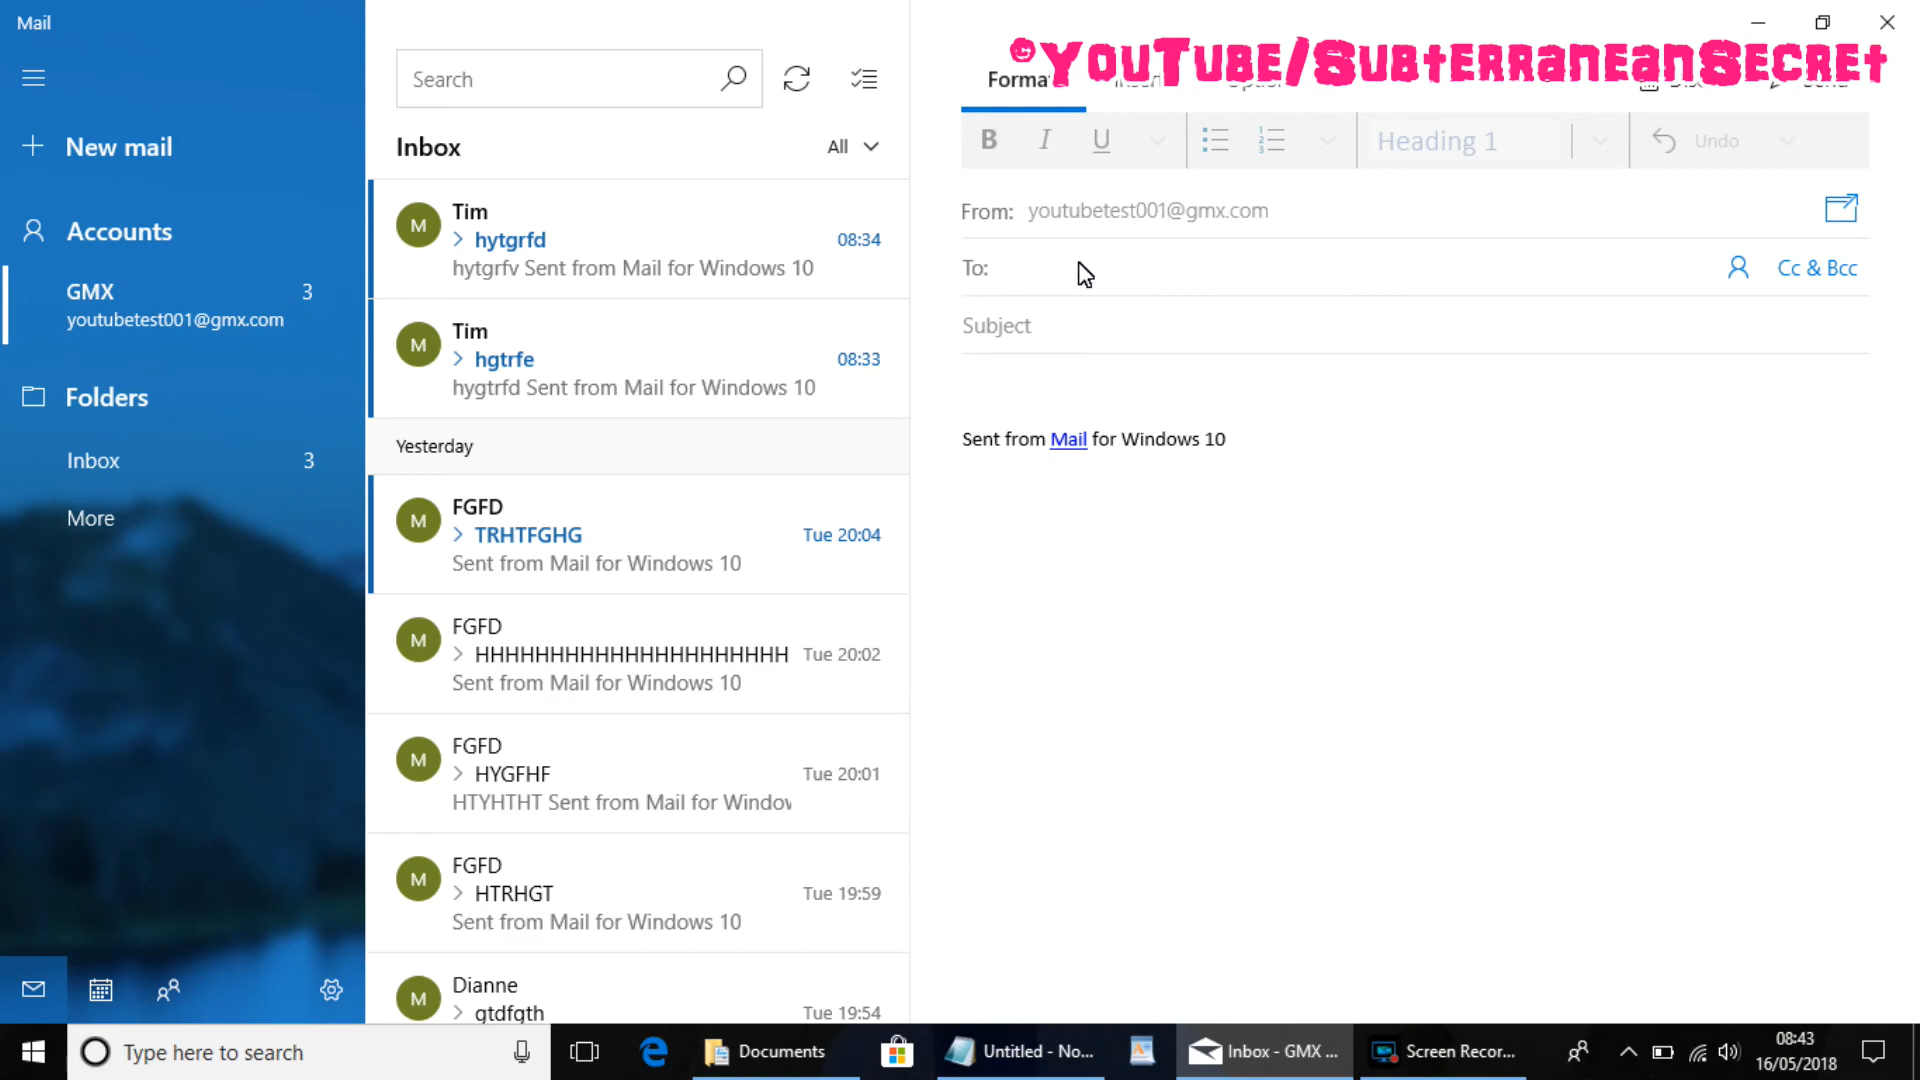 Mail
©YouTube/SubterraneanSecret
New mail
Accounts
GMX 3
youtubetest001@gmx.com
Folders
Inbox 3
More
Search
Inbox
All
M
Tim
hytgrfd 08:34
hytgrfv Sent from Mail for Windows 10
M
Tim
hgtrfe 08:33
hygtrfd Sent from Mail for Windows 10
Yesterday
M
FGFD
TRHTFGHG Tue 20:04
Sent from Mail for Windows 10
M
FGFD
HHHHHHHHHHHHHHHHHHHHH Tue 20:02
Sent from Mail for Windows 10
M
FGFD
HYGFHF Tue 20:01
HTYHTHT Sent from Mail for Window
M
FGFD
HTRHGT Tue 19:59
Sent from Mail for Windows 10
M
Dianne
gtdfgth Tue 19:54
Format
B I U Heading 1 Undo
From: youtubetest001@gmx.com
To: Cc & Bcc
Subject
Sent from Mail for Windows 10
Type here to search
Documents
Untitled - No...
Inbox - GMX ...
Screen Recor...
08:43
16/05/2018